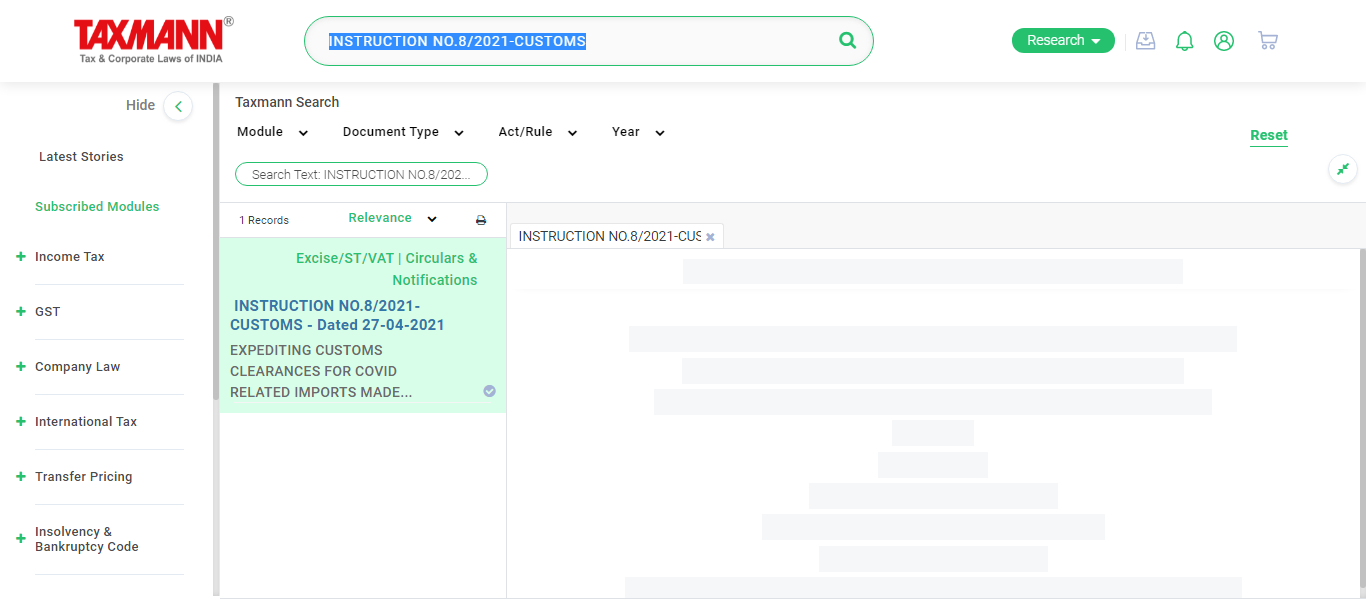 TAXMANN®
Tax & Corporate Laws of INDIA
INSTRUCTION NO.8/2021-CUSTOMS
Research
Hide
Latest Stories
Subscribed Modules
Income Tax
GST
Company Law
International Tax
Transfer Pricing
Insolvency &
Bankruptcy Code
Taxmann Search
Module
Document Type
Act/Rule
Year
Reset
Search Text: INSTRUCTION NO.8/202...
1 Records
Relevance
Excise/ST/VAT | Circulars &
Notifications
INSTRUCTION NO.8/2021-
CUSTOMS - Dated 27-04-2021
EXPEDITING CUSTOMS
CLEARANCES FOR COVID
RELATED IMPORTS MADE...
INSTRUCTION NO.8/2021-CUS